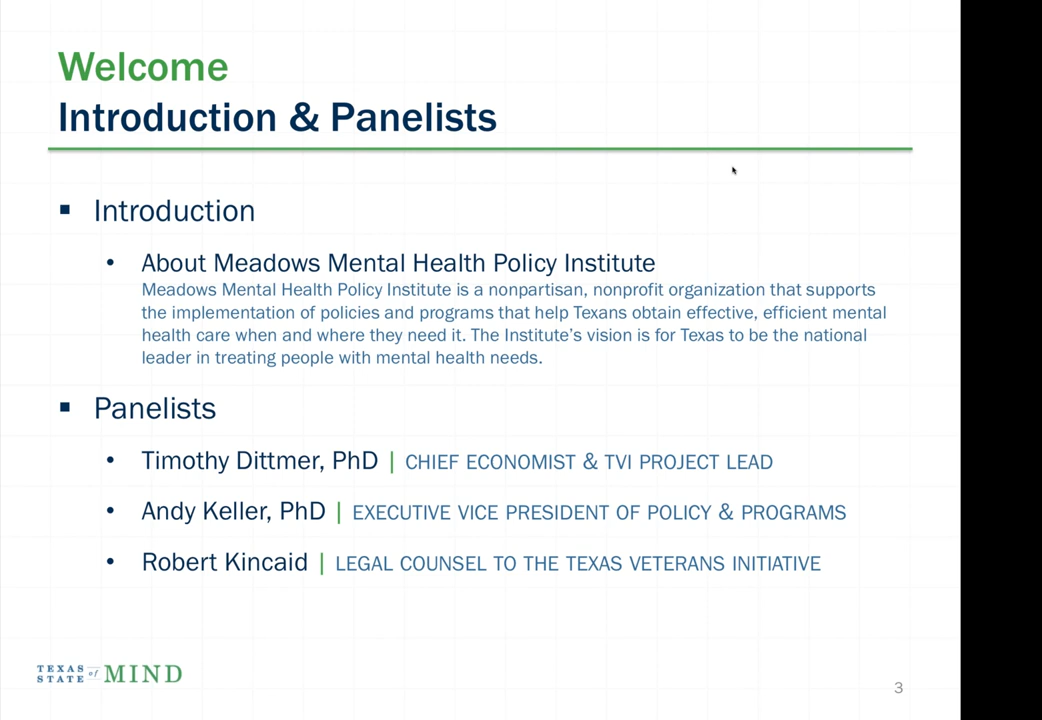 Welcome
Introduction & Panelists
▪ Introduction
• About Meadows Mental Health Policy Institute
Meadows Mental Health Policy Institute is a nonpartisan, nonprofit organization that supports
the implementation of policies and programs that help Texans obtain effective, efficient mental
health care when and where they need it. The Institute's vision is for Texas to be the national
leader in treating people with mental health needs.
▪ Panelists
• Timothy Dittmer, PhD | CHIEF ECONOMIST & TVI PROJECT LEAD
• Andy Keller, PhD | EXECUTIVE VICE PRESIDENT OF POLICY & PROGRAMS
• Robert Kincaid | LEGAL COUNSEL TO THE TEXAS VETERANS INITIATIVE
TEXAS STATE of MIND
3